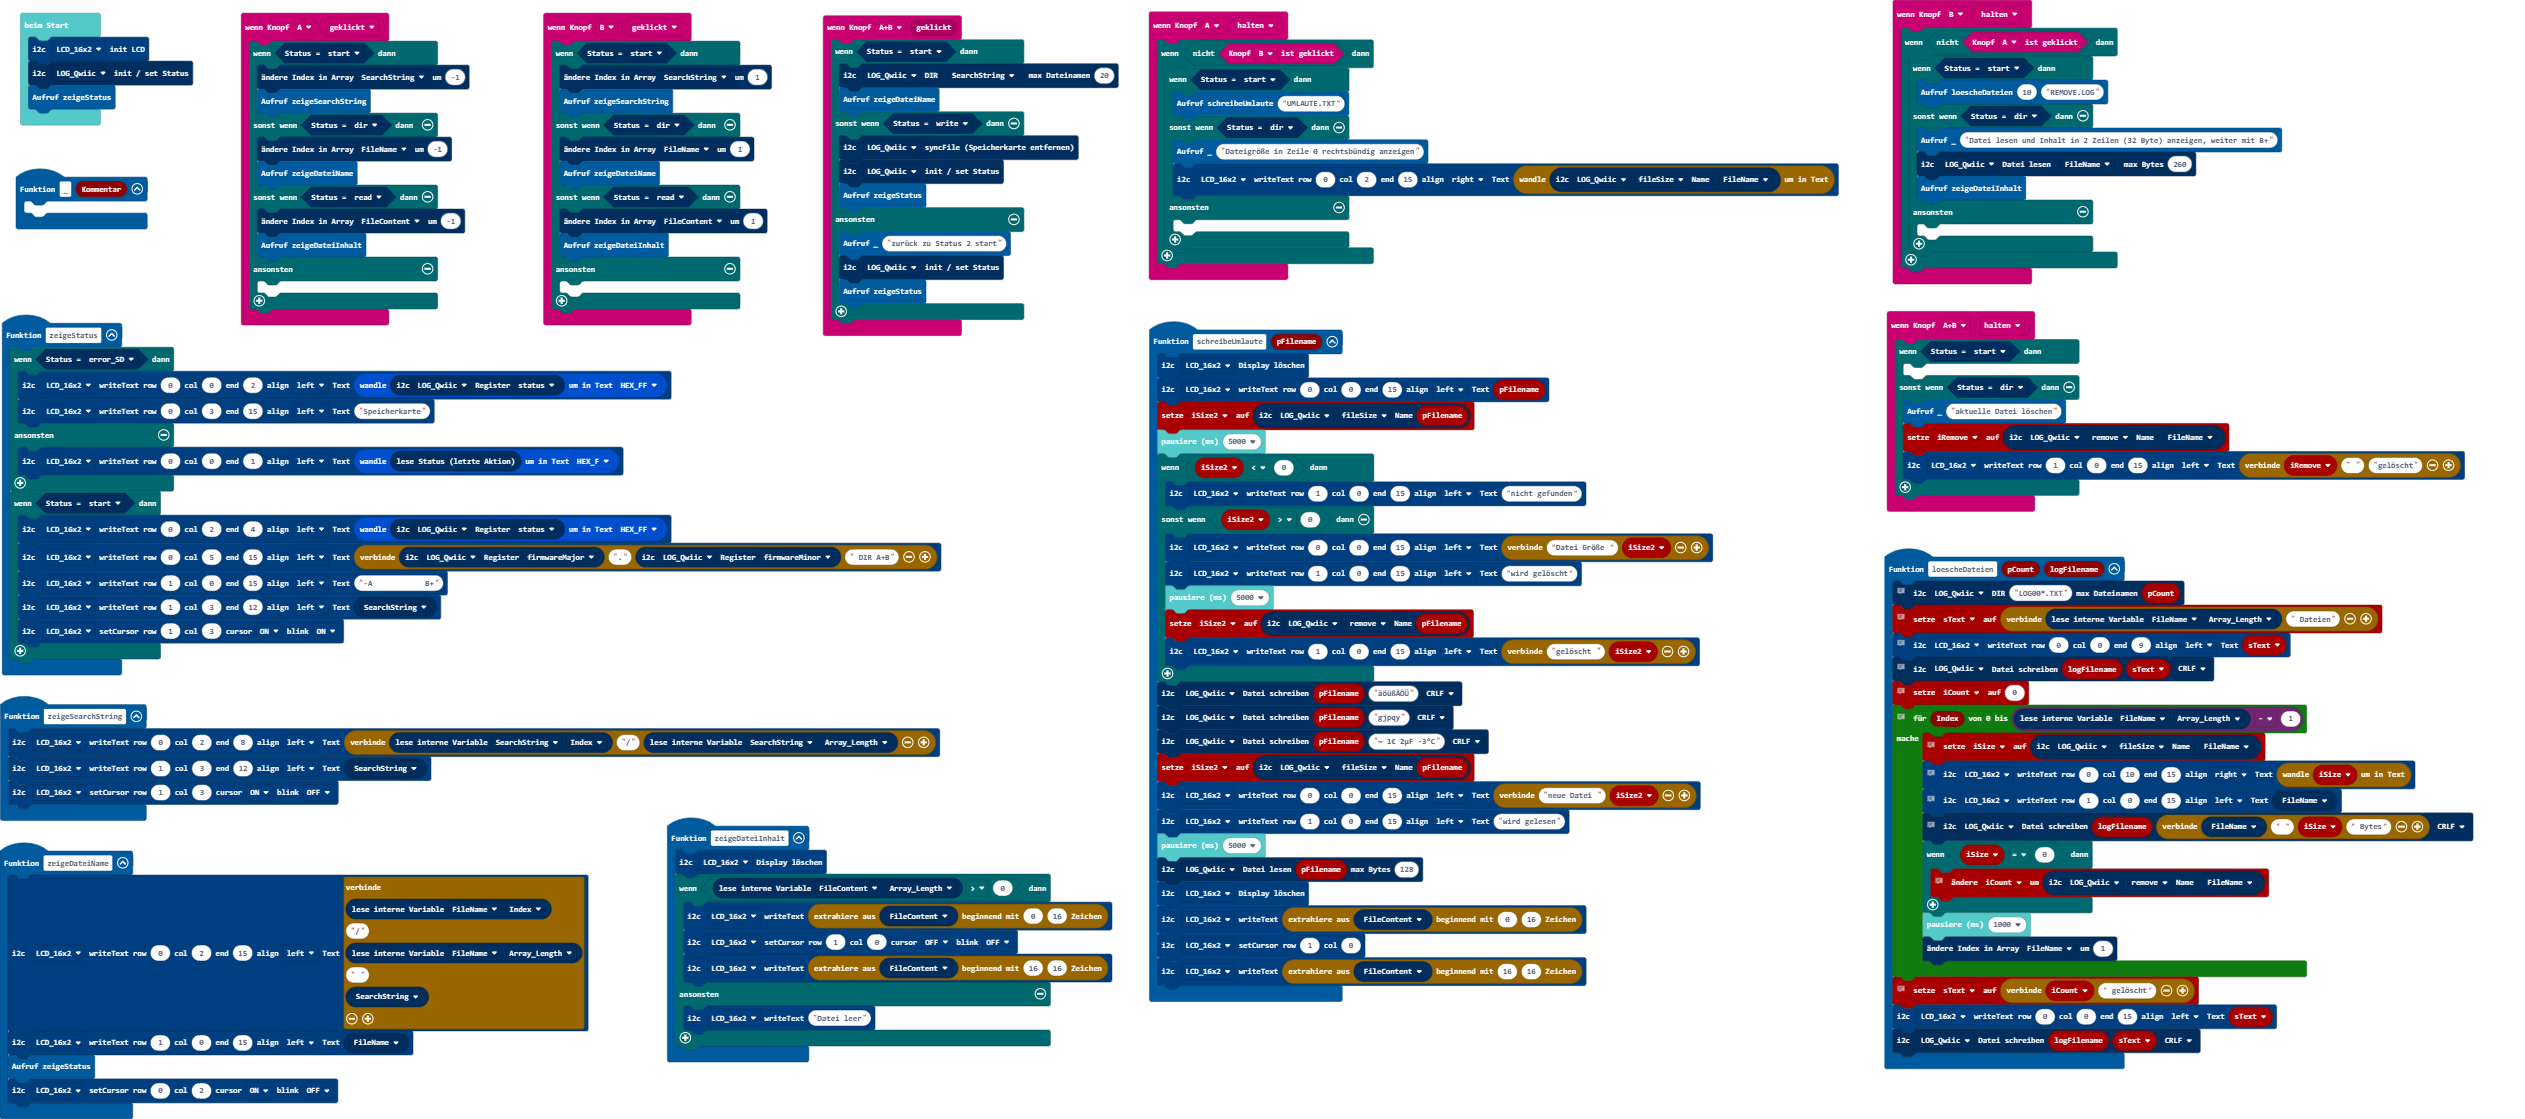 beim Start
i2c LCD_16x2 init LCD
i2c LOG_Qwiic init / set Status
Aufruf zeigeStatus
Funktion _ Kommentar
wenn Knopf A geklickt
wenn Status = start dann
ändere Index in Array SearchString um -1
Aufruf zeigeSearchString
sonst wenn Status = dir dann
ändere Index in Array FileName um -1
Aufruf zeigeDateiName
sonst wenn Status = read dann
ändere Index in Array FileContent um -1
Aufruf zeigeDateiInhalt
ansonsten
wenn Knopf B geklickt
wenn Status = start dann
ändere Index in Array SearchString um 1
Aufruf zeigeSearchString
sonst wenn Status = dir dann
ändere Index in Array FileName um 1
Aufruf zeigeDateiName
sonst wenn Status = read dann
ändere Index in Array FileContent um 1
Aufruf zeigeDateiInhalt
ansonsten
wenn Knopf A+B geklickt
wenn Status = start dann
i2c LOG_Qwiic DIR SearchString max Dateinamen 20
Aufruf zeigeDateiName
sonst wenn Status = write dann
i2c LOG_Qwiic syncFile (Speicherkarte entfernen)
i2c LOG_Qwiic init / set Status
Aufruf zeigeStatus
ansonsten
Aufruf _ "zurück zu Status 2 start"
i2c LOG_Qwiic init / set Status
Aufruf zeigeStatus
wenn Knopf A halten
wenn nicht Knopf B ist geklickt dann
wenn Status = start dann
Aufruf schreibeUmlaute "UMLAUTE.TXT"
sonst wenn Status = dir dann
Aufruf _ "Dateigröße in Zeile 0 rechtsbündig anzeigen"
i2c LCD_16x2 writeText row 0 col 2 end 15 align right Text wandle i2c LOG_Qwiic fileSize Name FileName um in Text
ansonsten
wenn Knopf B halten
wenn nicht Knopf A ist geklickt dann
wenn Status = start dann
Aufruf loescheDateien 10 "REMOVE.LOG"
sonst wenn Status = dir dann
Aufruf _ "Datei lesen und Inhalt in 2 Zeilen (32 Byte) anzeigen, weiter mit B+"
i2c LOG_Qwiic Datei lesen FileName max Bytes 260
Aufruf zeigeDateiInhalt
ansonsten
wenn Knopf A+B halten
wenn Status = start dann
sonst wenn Status = dir dann
Aufruf _ "aktuelle Datei löschen"
setze iRemove auf i2c LOG_Qwiic remove Name FileName
i2c LCD_16x2 writeText row 1 col 0 end 15 align left Text verbinde iRemove " " "gelöscht"
Funktion zeigeStatus
wenn Status = error_SD dann
i2c LCD_16x2 writeText row 0 col 0 end 2 align left Text wandle i2c LOG_Qwiic Register status um in Text HEX_FF
i2c LCD_16x2 writeText row 0 col 3 end 15 align left Text "Speicherkarte"
ansonsten
i2c LCD_16x2 writeText row 0 col 0 end 1 align left Text wandle lese Status (letzte Aktion) um in Text HEX_F
wenn Status = start dann
i2c LCD_16x2 writeText row 0 col 2 end 4 align left Text wandle i2c LOG_Qwiic Register status um in Text HEX_FF
i2c LCD_16x2 writeText row 0 col 5 end 15 align left Text verbinde i2c LOG_Qwiic Register firmwareMajor "." i2c LOG_Qwiic Register firmwareMinor " DIR A+B"
i2c LCD_16x2 writeText row 1 col 0 end 15 align left Text "-A            B+"
i2c LCD_16x2 writeText row 1 col 3 end 12 align left Text SearchString
i2c LCD_16x2 setCursor row 1 col 3 cursor ON blink ON
Funktion zeigeSearchString
i2c LCD_16x2 writeText row 0 col 2 end 8 align left Text verbinde lese interne Variable SearchString Index "/" lese interne Variable SearchString Array_Length
i2c LCD_16x2 writeText row 1 col 3 end 12 align left Text SearchString
i2c LCD_16x2 setCursor row 1 col 3 cursor ON blink OFF
Funktion zeigeDateiName
verbinde
lese interne Variable FileName Index
"/"
i2c LCD_16x2 writeText row 0 col 2 end 15 align left Text lese interne Variable FileName Array_Length
" "
SearchString
i2c LCD_16x2 writeText row 1 col 0 end 15 align left Text FileName
Aufruf zeigeStatus
i2c LCD_16x2 setCursor row 0 col 2 cursor ON blink OFF
Funktion zeigeDateiInhalt
i2c LCD_16x2 Display löschen
wenn lese interne Variable FileContent Array_Length > 0 dann
i2c LCD_16x2 writeText extrahiere aus FileContent beginnend mit 0 16 Zeichen
i2c LCD_16x2 setCursor row 1 col 0 cursor OFF blink OFF
i2c LCD_16x2 writeText extrahiere aus FileContent beginnend mit 16 16 Zeichen
ansonsten
i2c LCD_16x2 writeText "Datei leer"
Funktion schreibeUmlaute pFilename
i2c LCD_16x2 Display löschen
i2c LCD_16x2 writeText row 0 col 0 end 15 align left Text pFilename
setze iSize2 auf i2c LOG_Qwiic fileSize Name pFilename
pausiere (ms) 5000
wenn iSize2 < 0 dann
i2c LCD_16x2 writeText row 1 col 0 end 15 align left Text "nicht gefunden"
sonst wenn iSize2 > 0 dann
i2c LCD_16x2 writeText row 0 col 0 end 15 align left Text verbinde "Datei Größe " iSize2
i2c LCD_16x2 writeText row 1 col 0 end 15 align left Text "wird gelöscht"
pausiere (ms) 5000
setze iSize2 auf i2c LOG_Qwiic remove Name pFilename
i2c LCD_16x2 writeText row 1 col 0 end 15 align left Text verbinde "gelöscht " iSize2
i2c LOG_Qwiic Datei schreiben pFilename "äöüßÄÖÜ" CRLF
i2c LOG_Qwiic Datei schreiben pFilename "gjpqy" CRLF
i2c LOG_Qwiic Datei schreiben pFilename "~ 1€ 2µF -3°C" CRLF
setze iSize2 auf i2c LOG_Qwiic fileSize Name pFilename
i2c LCD_16x2 writeText row 0 col 0 end 15 align left Text verbinde "neue Datei " iSize2
i2c LCD_16x2 writeText row 1 col 0 end 15 align left Text "wird gelesen"
pausiere (ms) 5000
i2c LOG_Qwiic Datei lesen pFilename max Bytes 128
i2c LCD_16x2 Display löschen
i2c LCD_16x2 writeText extrahiere aus FileContent beginnend mit 0 16 Zeichen
i2c LCD_16x2 setCursor row 1 col 0
i2c LCD_16x2 writeText extrahiere aus FileContent beginnend mit 16 16 Zeichen
Funktion loescheDateien pCount logFilename
i2c LOG_Qwiic DIR "LOG00*.TXT" max Dateinamen pCount
setze sText auf verbinde lese interne Variable FileName Array_Length " Dateien"
i2c LCD_16x2 writeText row 0 col 0 end 9 align left Text sText
i2c LOG_Qwiic Datei schreiben logFilename sText CRLF
setze iCount auf 0
für Index von 0 bis lese interne Variable FileName Array_Length - 1
mache
setze iSize auf i2c LOG_Qwiic fileSize Name FileName
i2c LCD_16x2 writeText row 0 col 10 end 15 align right Text wandle iSize um in Text
i2c LCD_16x2 writeText row 1 col 0 end 15 align left Text FileName
i2c LOG_Qwiic Datei schreiben logFilename verbinde FileName " " iSize " Bytes" CRLF
wenn iSize = 0 dann
ändere iCount um i2c LOG_Qwiic remove Name FileName
pausiere (ms) 1000
ändere Index in Array FileName um 1
setze sText auf verbinde iCount " gelöscht"
i2c LCD_16x2 writeText row 0 col 0 end 15 align left Text sText
i2c LOG_Qwiic Datei schreiben logFilename sText CRLF